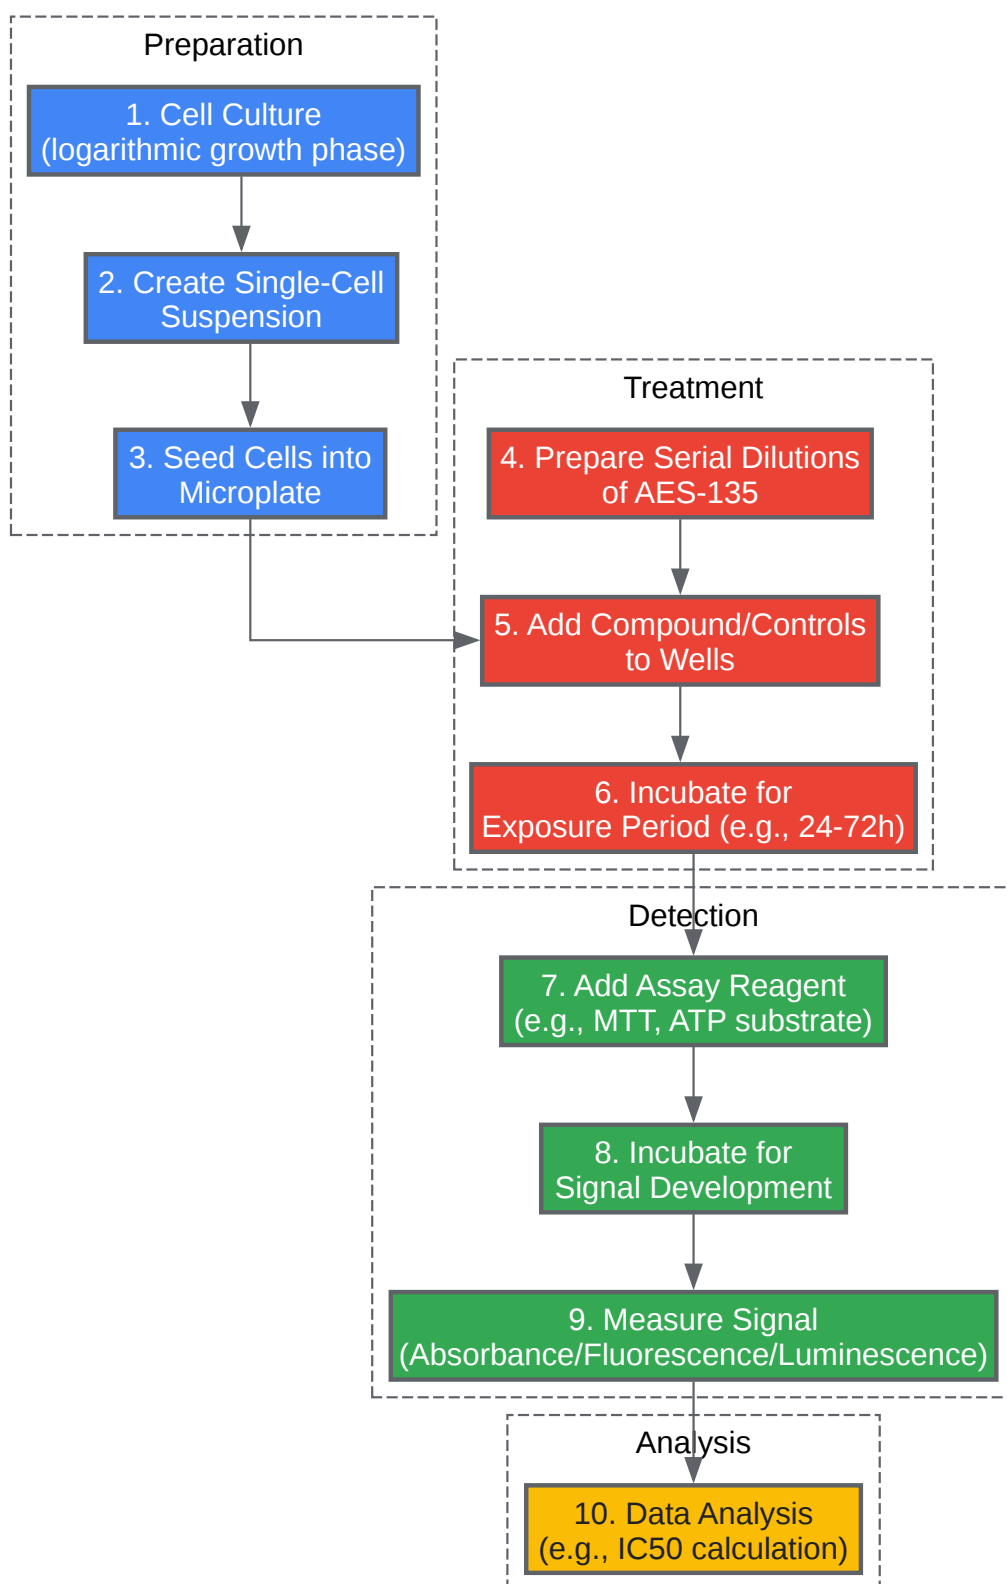 Preparation
1. Cell Culture
(logarithmic growth phase)
2. Create Single-Cell
Suspension
3. Seed Cells into
Microplate
Treatment
4. Prepare Serial Dilutions
of AES-135
5. Add Compound/Controls
to Wells
6. Incubate for
Exposure Period (e.g., 24-72h)
Detection
7. Add Assay Reagent
(e.g., MTT, ATP substrate)
8. Incubate for
Signal Development
9. Measure Signal
(Absorbance/Fluorescence/Luminescence)
Analysis
10. Data Analysis
(e.g., IC50 calculation)